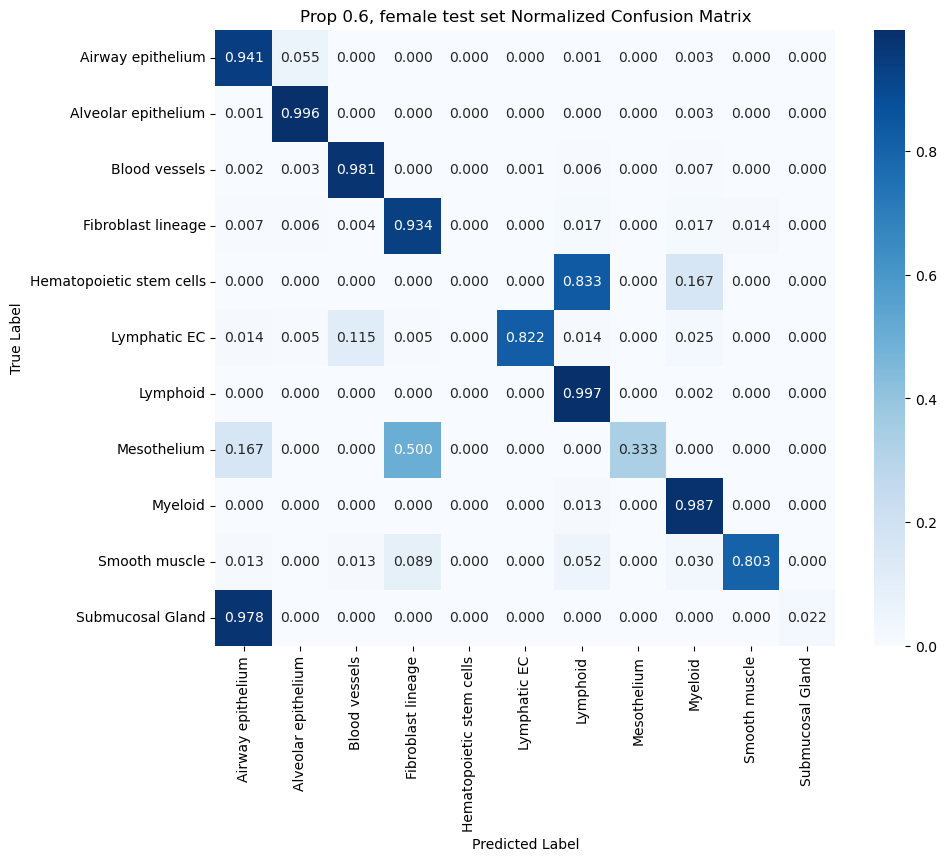 Prop 0.6, female test set Normalized Confusion Matrix
True Label
Airway epithelium 0.941 0.055 0.000 0.000 0.000 0.000 0.001 0.000 0.003 0.000 0.000
Alveolar epithelium 0.001 0.996 0.000 0.000 0.000 0.000 0.000 0.000 0.003 0.000 0.000
Blood vessels 0.002 0.003 0.981 0.000 0.000 0.001 0.006 0.000 0.007 0.000 0.000
Fibroblast lineage 0.007 0.006 0.004 0.934 0.000 0.000 0.017 0.000 0.017 0.014 0.000
Hematopoietic stem cells 0.000 0.000 0.000 0.000 0.000 0.000 0.833 0.000 0.167 0.000 0.000
Lymphatic EC 0.014 0.005 0.115 0.005 0.000 0.822 0.014 0.000 0.025 0.000 0.000
Lymphoid 0.000 0.000 0.000 0.000 0.000 0.000 0.997 0.000 0.002 0.000 0.000
Mesothelium 0.167 0.000 0.000 0.500 0.000 0.000 0.000 0.333 0.000 0.000 0.000
Myeloid 0.000 0.000 0.000 0.000 0.000 0.000 0.013 0.000 0.987 0.000 0.000
Smooth muscle 0.013 0.000 0.013 0.089 0.000 0.000 0.052 0.000 0.030 0.803 0.000
Submucosal Gland 0.978 0.000 0.000 0.000 0.000 0.000 0.000 0.000 0.000 0.000 0.022
Airway epithelium
Alveolar epithelium
Blood vessels
Fibroblast lineage
Hematopoietic stem cells
Lymphatic EC
Lymphoid
Mesothelium
Myeloid
Smooth muscle
Submucosal Gland
Predicted Label
0.8
0.6
0.4
0.2
0.0